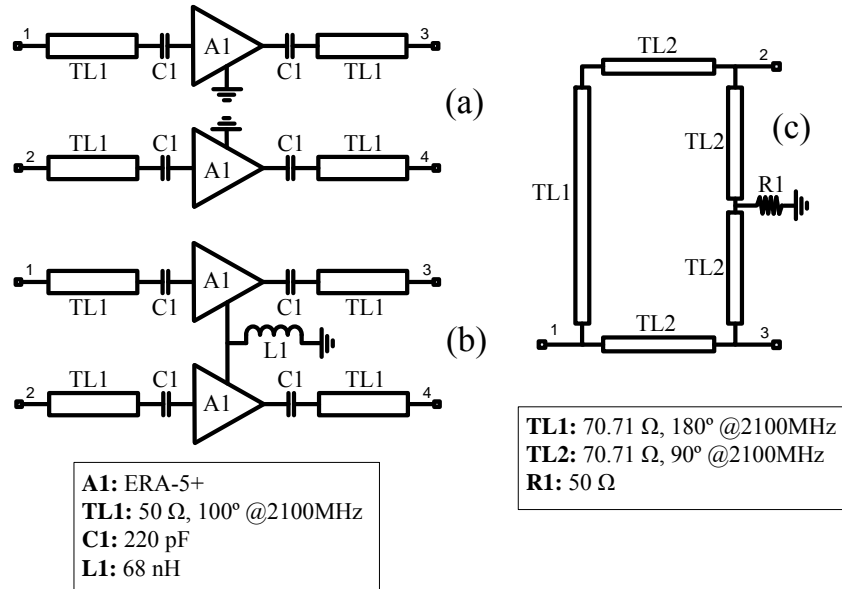 1
TL1
C1
A1
C1
TL1
3
(a)
2
TL1
C1
A1
C1
TL1
4
1
TL1
C1
A1
C1
TL1
3
L1
(b)
2
TL1
C1
A1
C1
TL1
4
A1: ERA-5+
TL1: 50 Ω, 100º @2100MHz
C1: 220 pF
L1: 68 nH
TL2
2
(c)
TL2
R1
TL1
TL2
1
TL2
3
TL1: 70.71 Ω, 180º @2100MHz
TL2: 70.71 Ω, 90º @2100MHz
R1: 50 Ω